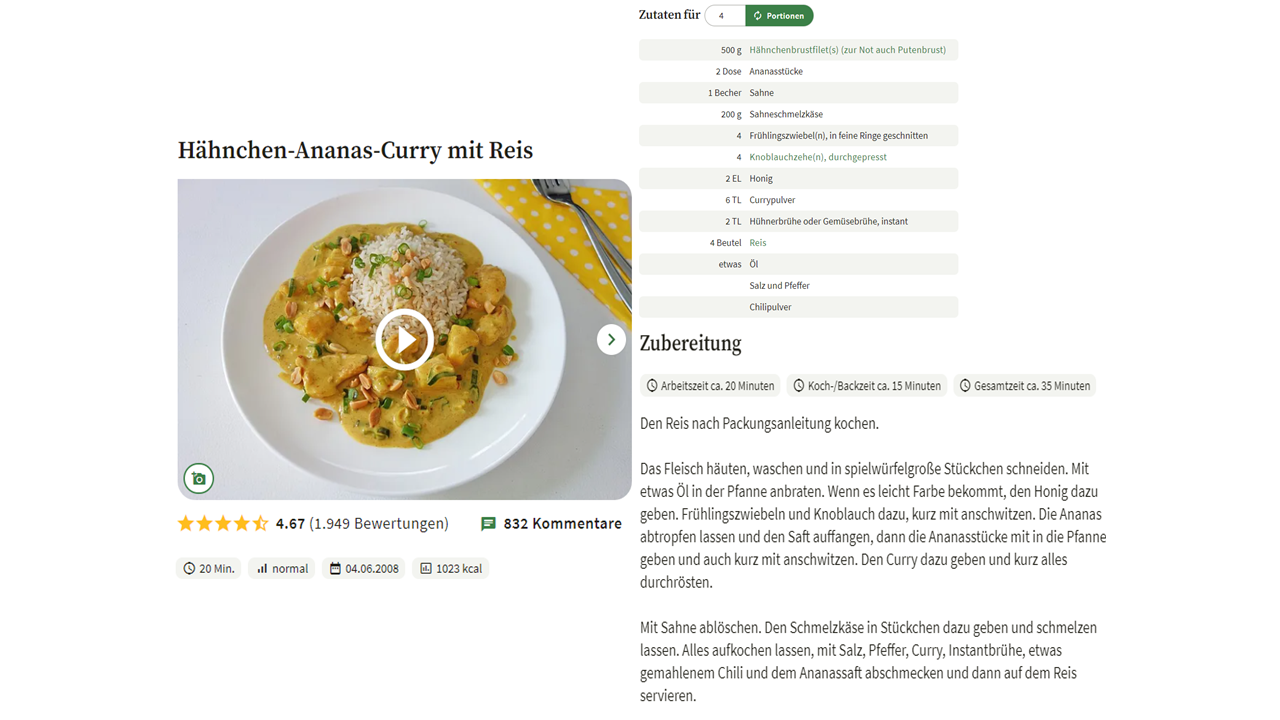 Hähnchen-Ananas-Curry mit Reis
4.67 (1.949 Bewertungen)
832 Kommentare
20 Min.
normal
04.06.2008
1023 kcal
Zutaten für 4 Portionen
500 g Hähnchenbrustfilet(s) (zur Not auch Putenbrust)
2 Dose Ananasstücke
1 Becher Sahne
200 g Sahneschmelzkäse
4 Frühlingszwiebel(n), in feine Ringe geschnitten
4 Knoblauchzehe(n), durchgepresst
2 EL Honig
6 TL Currypulver
2 TL Hühnerbrühe oder Gemüsebrühe, instant
4 Beutel Reis
etwas Öl
Salz und Pfeffer
Chilipulver
Zubereitung
Arbeitszeit ca. 20 Minuten
Koch-/Backzeit ca. 15 Minuten
Gesamtzeit ca. 35 Minuten
Den Reis nach Packungsanleitung kochen.
Das Fleisch häuten, waschen und in spielwürfelgroße Stückchen schneiden. Mit
etwas Öl in der Pfanne anbraten. Wenn es leicht Farbe bekommt, den Honig dazu
geben. Frühlingszwiebeln und Knoblauch dazu, kurz mit anschwitzen. Die Ananas
abtropfen lassen und den Saft auffangen, dann die Ananasstücke mit in die Pfanne
geben und auch kurz mit anschwitzen. Den Curry dazu geben und kurz alles
durchrösten.
Mit Sahne ablöschen. Den Schmelzkäse in Stückchen dazu geben und schmelzen
lassen. Alles aufkochen lassen, mit Salz, Pfeffer, Curry, Instantbrühe, etwas
gemahlenem Chili und dem Ananassaft abschmecken und dann auf dem Reis
servieren.